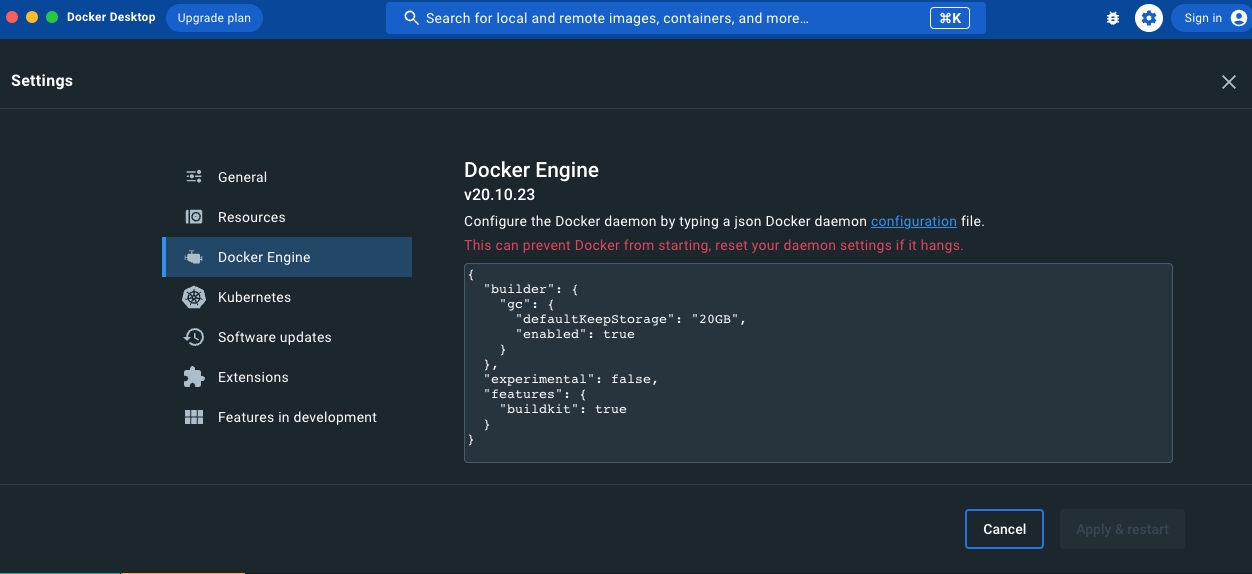 Docker Desktop
Upgrade plan
Search for local and remote images, containers, and more...
⌘K
Sign in
Settings
General
Resources
Docker Engine
Kubernetes
Software updates
Extensions
Features in development
Docker Engine
v20.10.23
Configure the Docker daemon by typing a json Docker daemon configuration file.
This can prevent Docker from starting, reset your daemon settings if it hangs.
{
  "builder": {
    "gc": {
      "defaultKeepStorage": "20GB",
      "enabled": true
    }
  },
  "experimental": false,
  "features": {
    "buildkit": true
  }
}
Cancel
Apply & restart